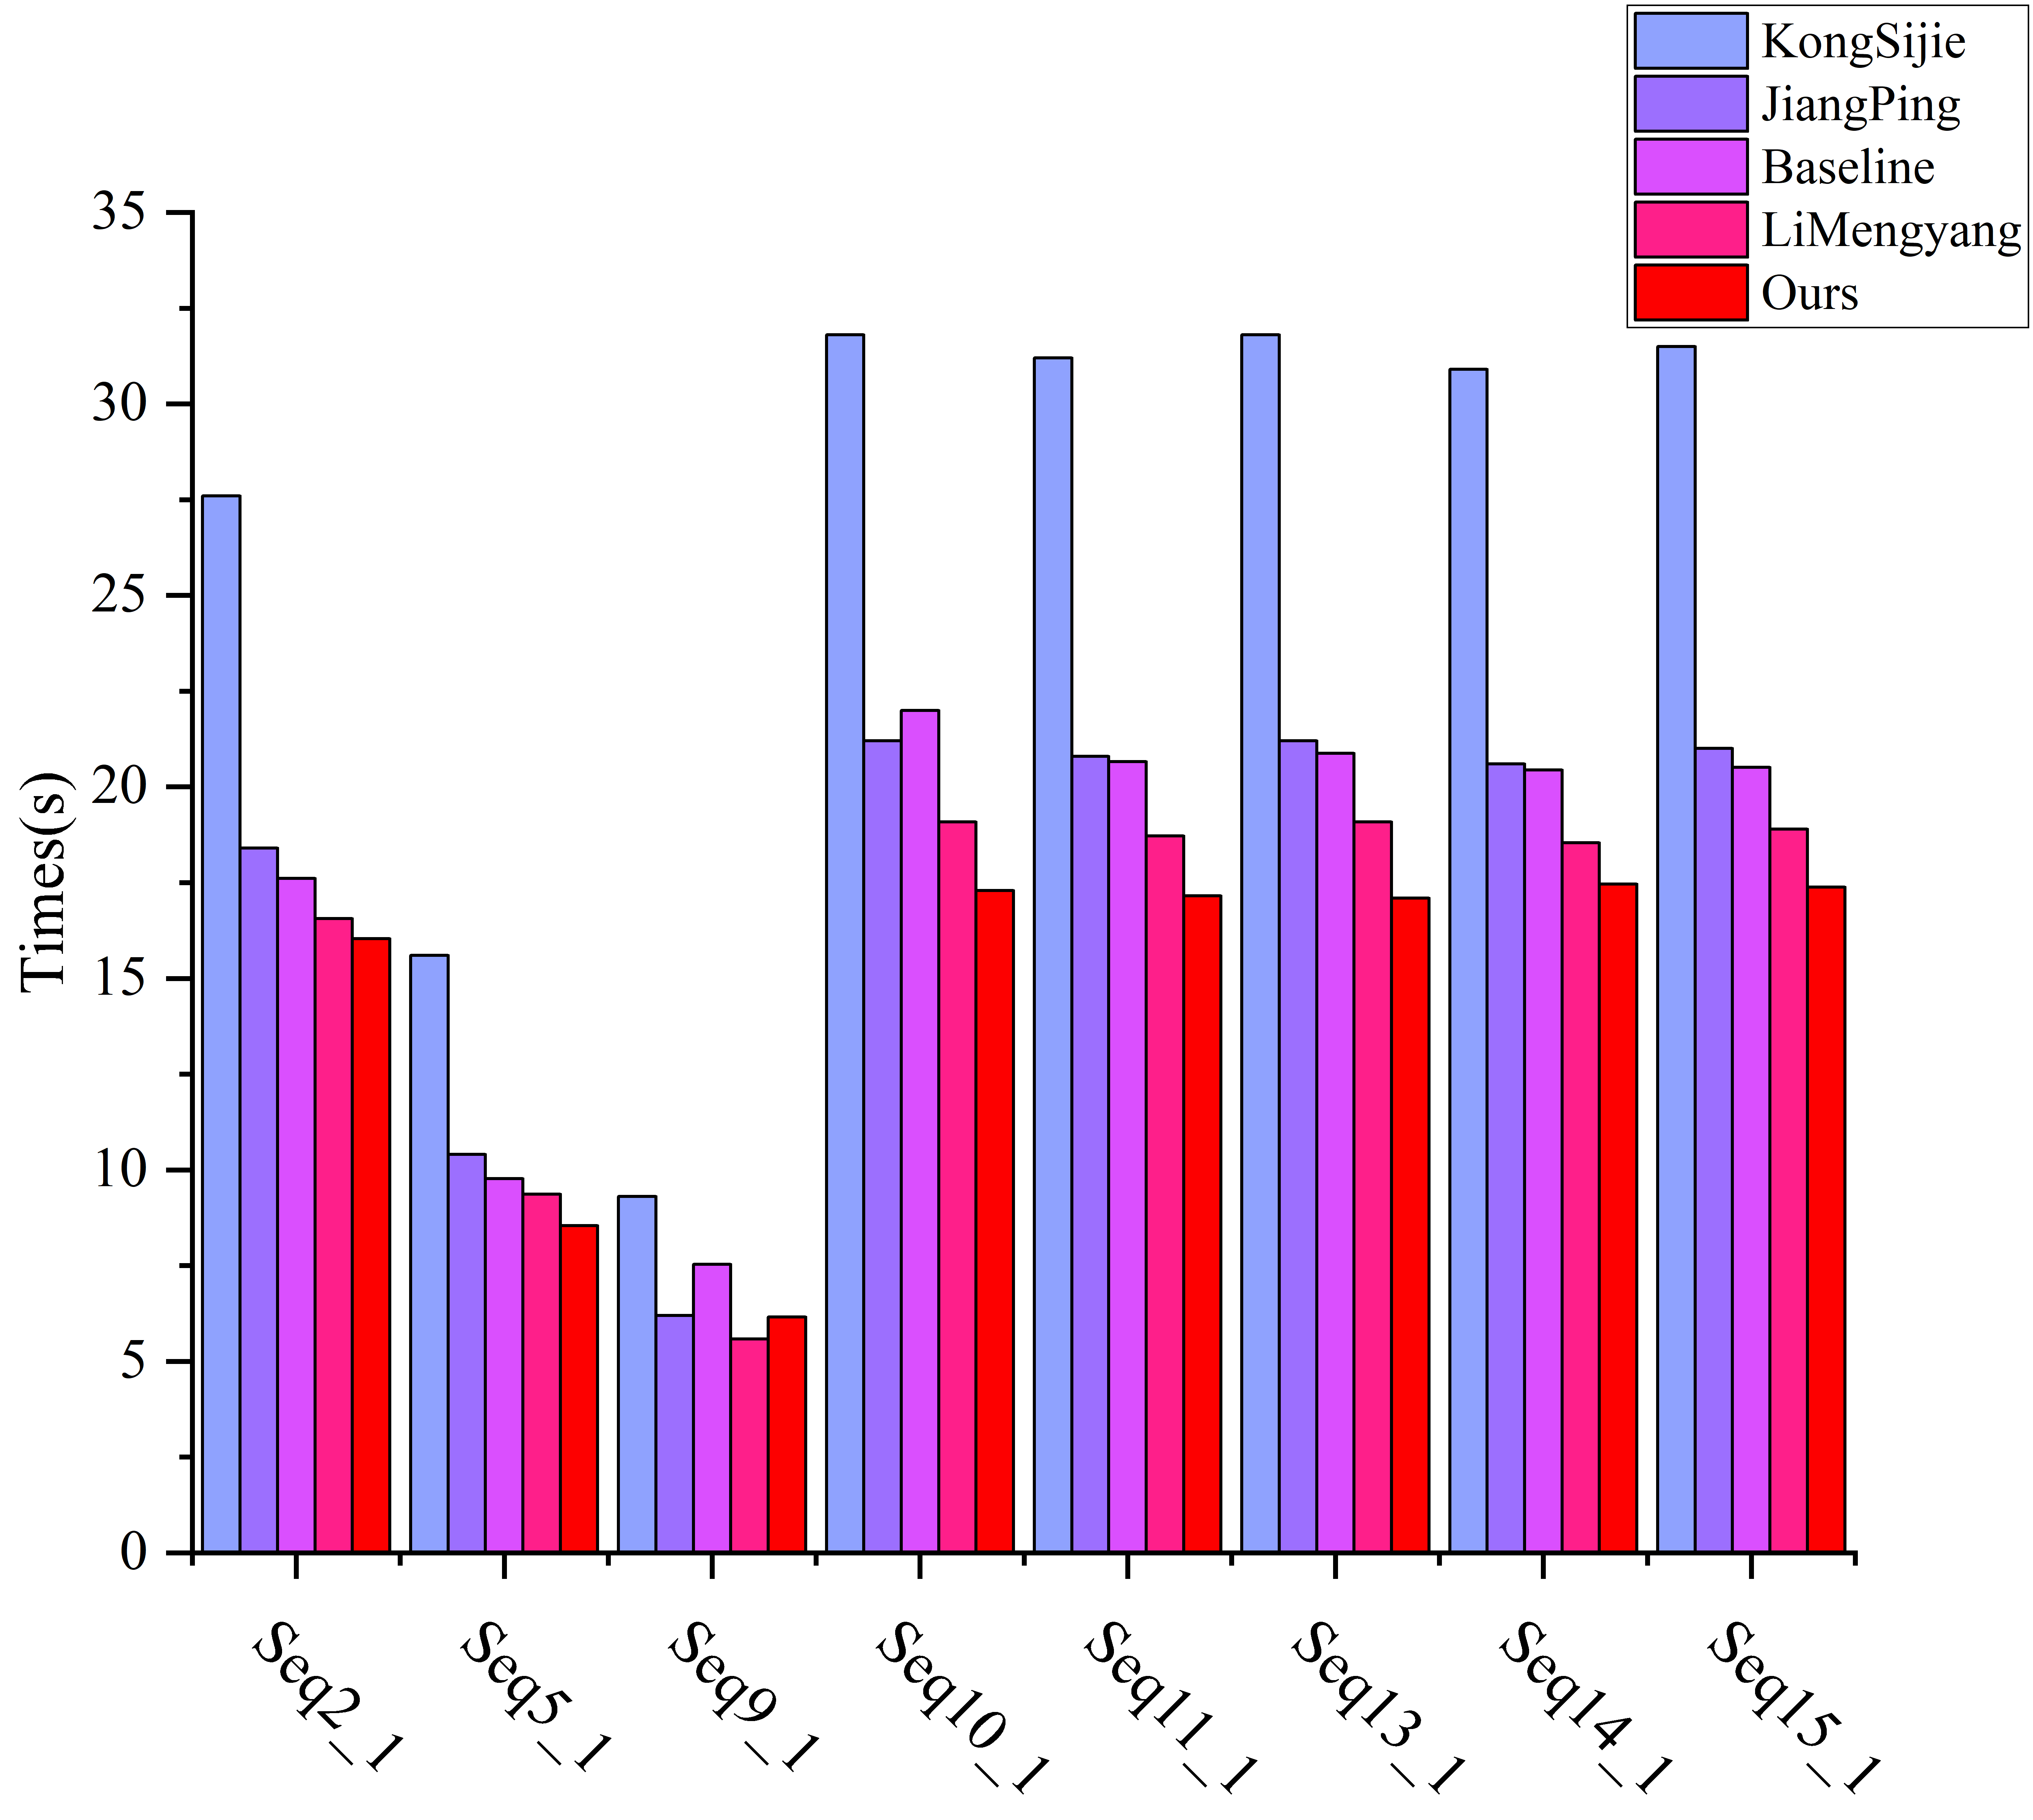 KongSijie
JiangPing
Baseline
LiMengyang
Ours
35
30
25
20
15
10
5
0
Times(s)
Seq2_1
Seq5_1
Seq9_1
Seq10_1
Seq11_1
Seq13_1
Seq14_1
Seq15_1